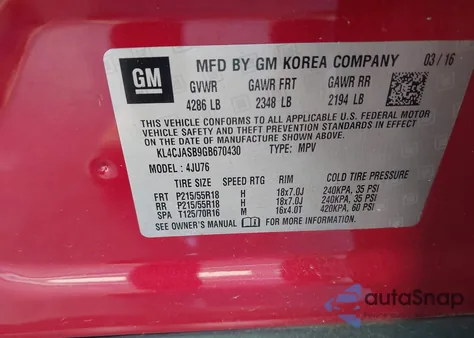 GM
MFD BY GM KOREA COMPANY 03/16
GVWR GAWR FRT GAWR RR
4286 LB 2348 LB 2194 LB
THIS VEHICLE CONFORMS TO ALL APPLICABLE U.S. FEDERAL MOTOR
VEHICLE SAFETY, BUMPER, AND THEFT PREVENTION STANDARDS IN EFFECT
ON THE DATE OF MANUFACTURE SHOWN ABOVE.
KL4CJASB9GB670430 TYPE: MPV
MODEL: 4JU76
TIRE SIZE SPEED RTG RIM COLD TIRE PRESSURE
FRT P215/55R18 H 18x7.0J 240KPA, 35 PSI
RR P215/55R18 H 18x7.0J 240KPA, 35 PSI
SPA T125/70R16 M 16x4.0T 420KPA, 60 PSI
SEE OWNER'S MANUAL FOR MORE INFORMATION.
autoSnap